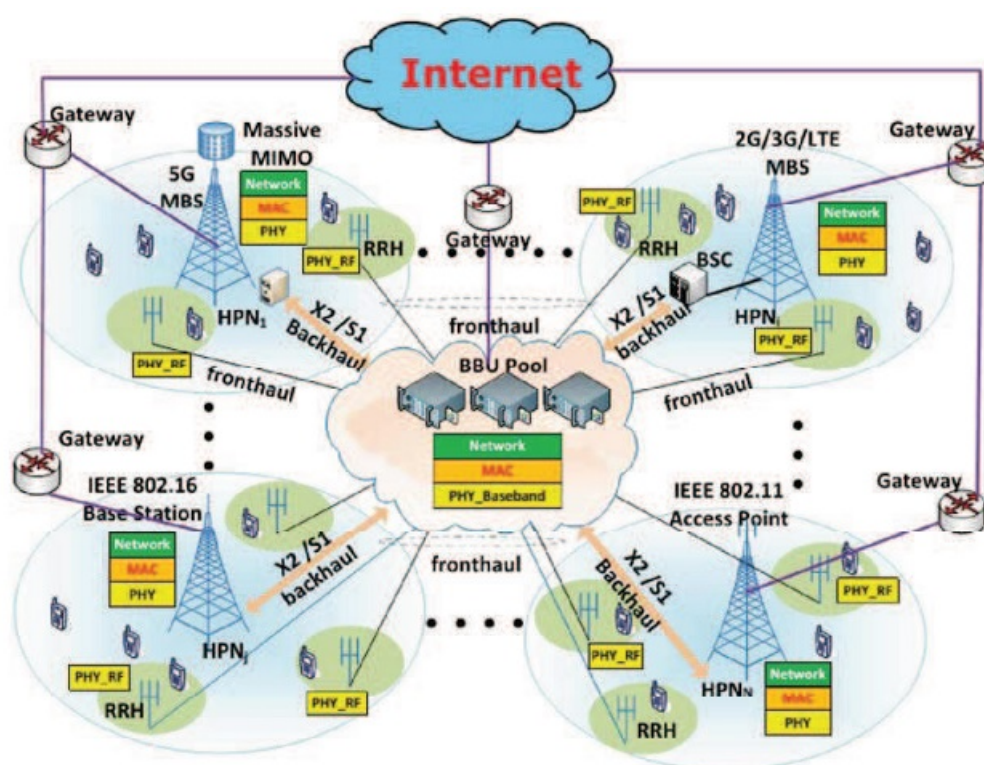 Internet
Gateway
Massive
MIMO
5G
MBS
Network
MAC
PHY
PHY_RF
RRH
HPN1
X2 /S1
Backhaul
PHY_RF
fronthaul
Gateway
fronthaul
2G/3G/LTE
MBS
Gateway
PHY_RF
RRH
BSC
Network
MAC
PHY
HPNi
PHY_RF
X2 /S1
backhaul
fronthaul
BBU Pool
Network
MAC
PHY_Baseband
Gateway
IEEE 802.16
Base Station
Network
MAC
PHY
X2 /S1
backhaul
HPNj
PHY_RF
RRH
PHY_RF
fronthaul
IEEE 802.11
Access Point
Gateway
X2 /S1
Backhaul
PHY_RF
PHY_RF
HPNN
RRH
Network
MAC
PHY